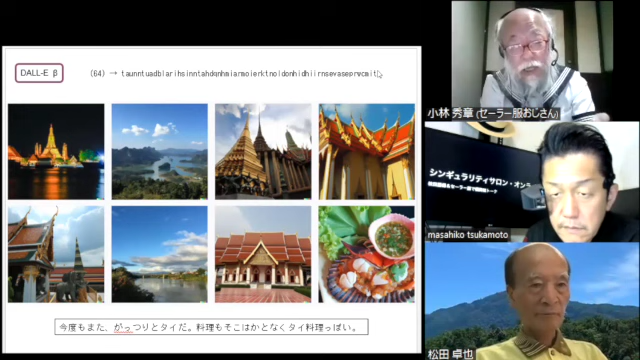 DALL-E β
(64) → taunntuadblarihsinntahdqnhmiarmoierktnoldonhidhiirnsevaseprwcmit
今度もまた、がっつりとタイだ。料理もそこはかとなくタイ料理っぽい。
小林 秀章 (セーラー服おじさん)
シンギュラリティサロン・オンラ
masahiko tsukamoto
松田 卓也